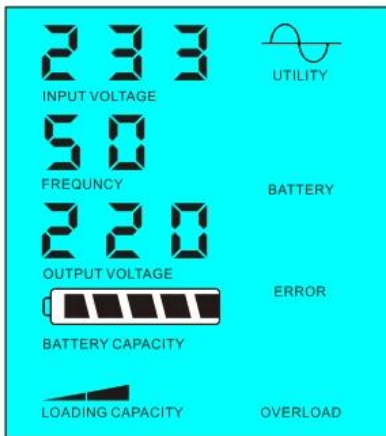 233
UTILITY
INPUT VOLTAGE
50
FREQUNCY
BATTERY
220
OUTPUT VOLTAGE
ERROR
BATTERY CAPACITY
LOADING CAPACITY
OVERLOAD